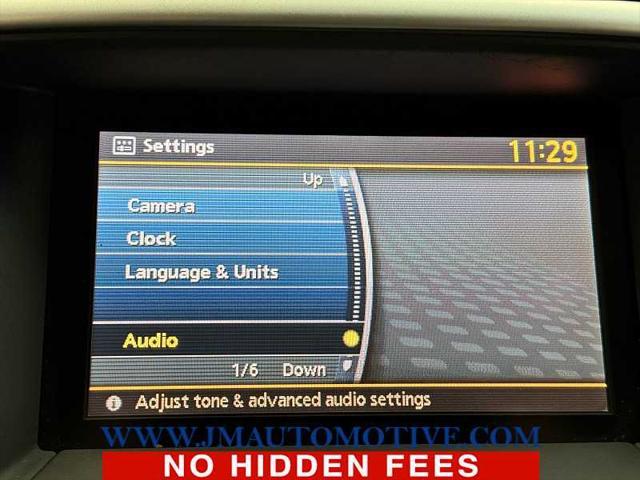 Settings
11:29
Up
Camera
Clock
Language & Units
Audio
1/6 Down
Adjust tone & advanced audio settings
WWW.JMAUTOMOTIVE.COM
NO HIDDEN FEES